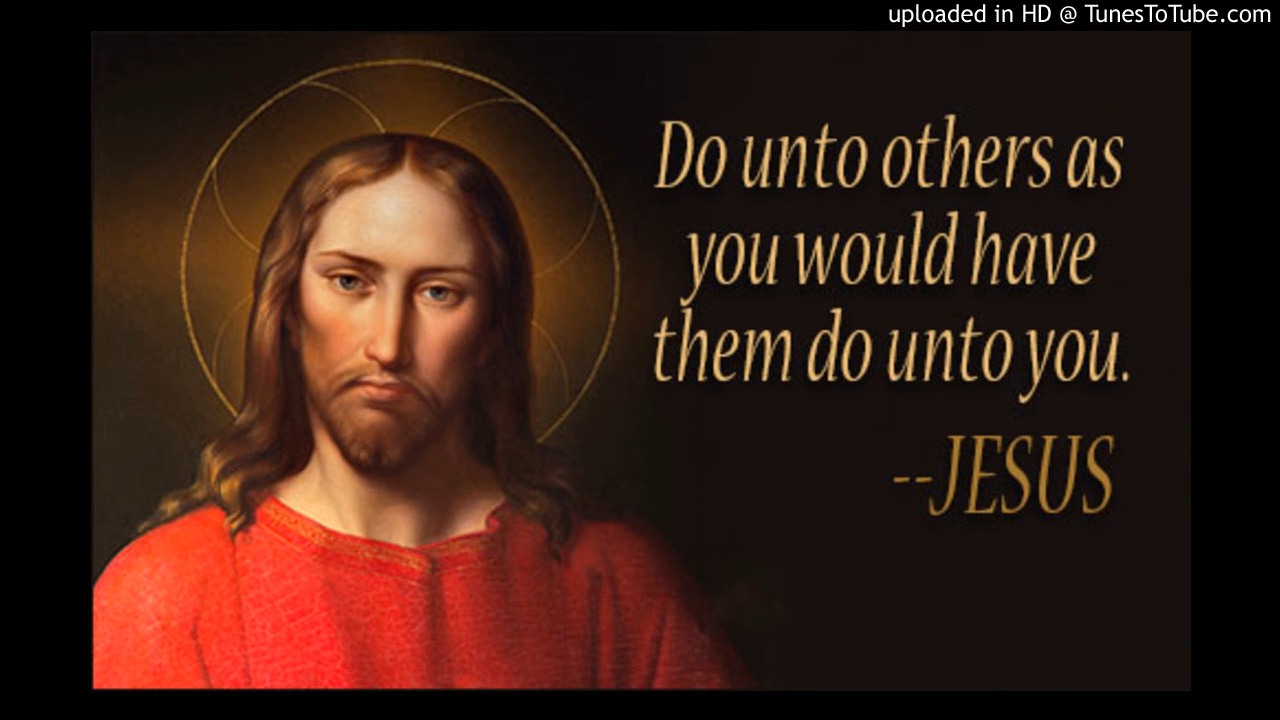 uploaded in HD @ TunesToTube.com
Do unto others as
you would have
them do unto you.
--JESUS